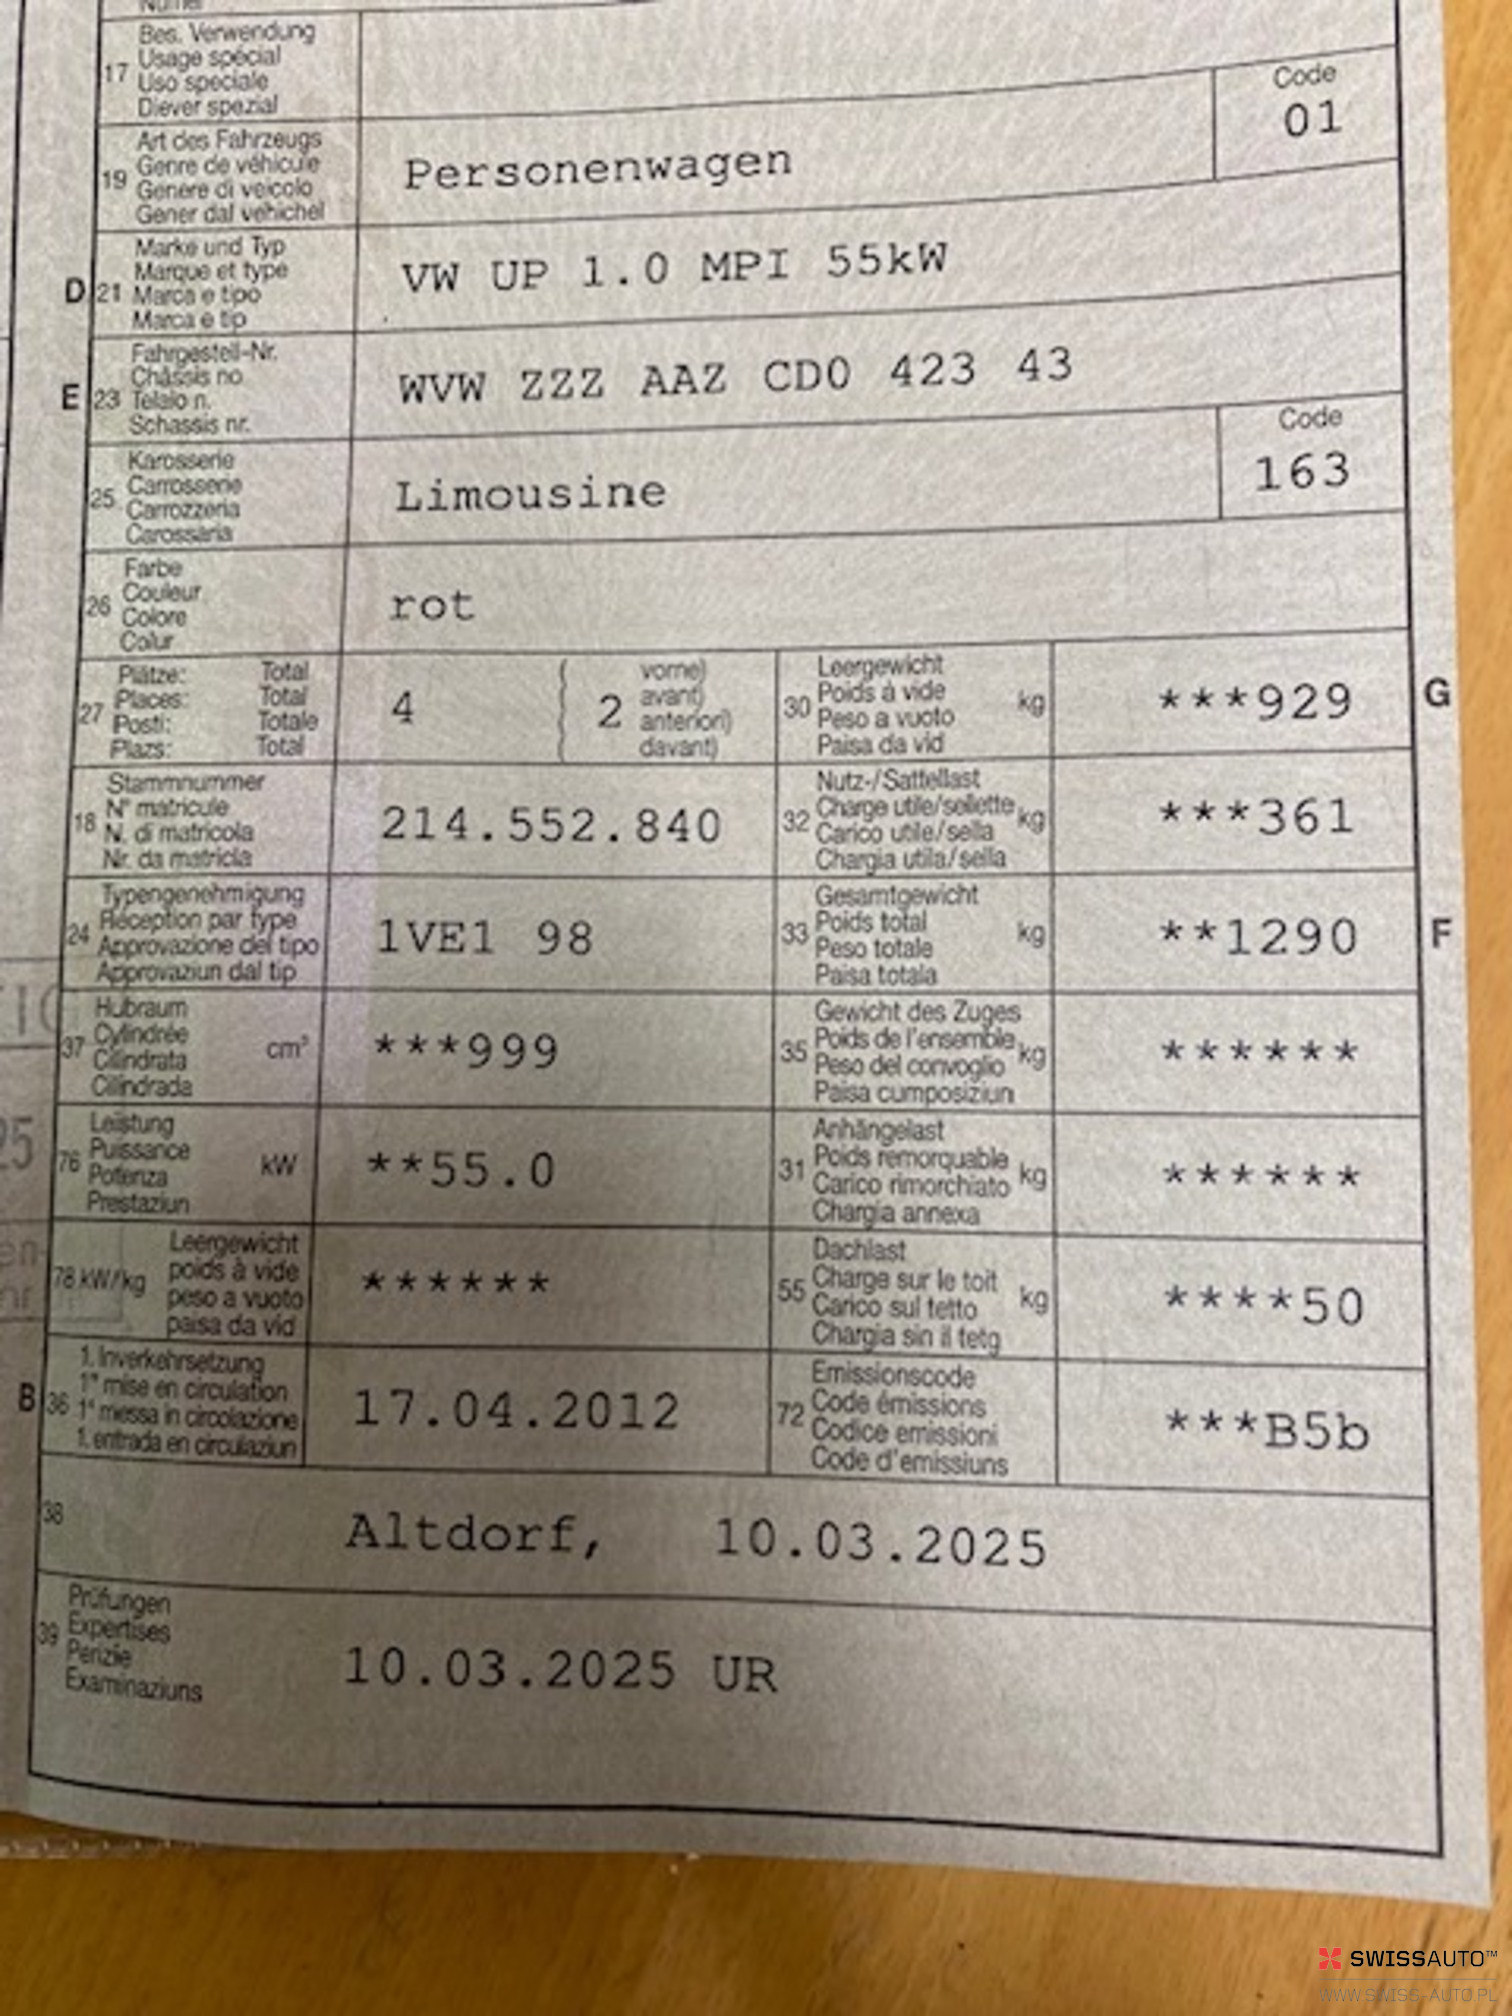 17 Bes. Verwendung
Usage spécial
Uso speciale
Diever spezial
Code
01
19 Art des Fahrzeugs
Genre de véhicule
Genere di veicolo
Gener dal vehichel
Personenwagen
D 21 Marke und Typ
Marque et type
Marca e tipo
Marca e tip
VW UP 1.0 MPI 55kW
E 23 Fahrgestell-Nr.
Châssis no
Telaio n.
Schassis nr.
WVW ZZZ AAZ CD0 423 43
25 Karosserie
Carrosserie
Carrozzeria
Carossaria
Limousine
Code
163
26 Farbe
Couleur
Colore
Colur
rot
27 Plätze: Total
Places: Total
Posti: Totale
Plazs: Total
4 ( 2 vorne)
avant)
anteriori)
davant)
30 Leergewicht
Poids à vide kg
Peso a vuoto
Paisa da vid
***929 G
18 Stammnummer
N° matricule
N. di matricola
Nr. da matricla
214.552.840
32 Nutz-/Sattellast
Charge utile/sellette kg
Carico utile/sella
Chargia utila/sella
***361
24 Typengenehmigung
Réception par type
Approvazione del tipo
Approvaziun dal tip
1VE1 98
33 Gesamtgewicht
Poids total kg
Peso totale
Paisa totala
**1290 F
37 Hubraum
Cylindrée cm³
Cilindrata
Cilindrada
***999
35 Gewicht des Zuges
Poids de l'ensemble kg
Peso del convoglio
Paisa cumposiziun
******
76 Leistung
Puissance kW
Potenza
Prestaziun
**55.0
31 Anhängelast
Poids remorquable kg
Carico rimorchiato
Chargia annexa
******
78 kW/kg Leergewicht
poids à vide
peso a vuoto
paisa da vid
******
55 Dachlast
Charge sur le toit kg
Carico sul tetto
Chargia sin il tetg
****50
B 36 1. Inverkehrsetzung
1re mise en circulation
1a messa in circolazione
1. entrada en circulaziun
17.04.2012
72 Emissionscode
Code émissions
Codice emissioni
Code d'emissiuns
***B5b
38 Altdorf, 10.03.2025
39 Prüfungen
Expertises
Perizie
Examinaziuns
10.03.2025 UR
SWISSAUTO™
WWW.SWISS-AUTO.PL